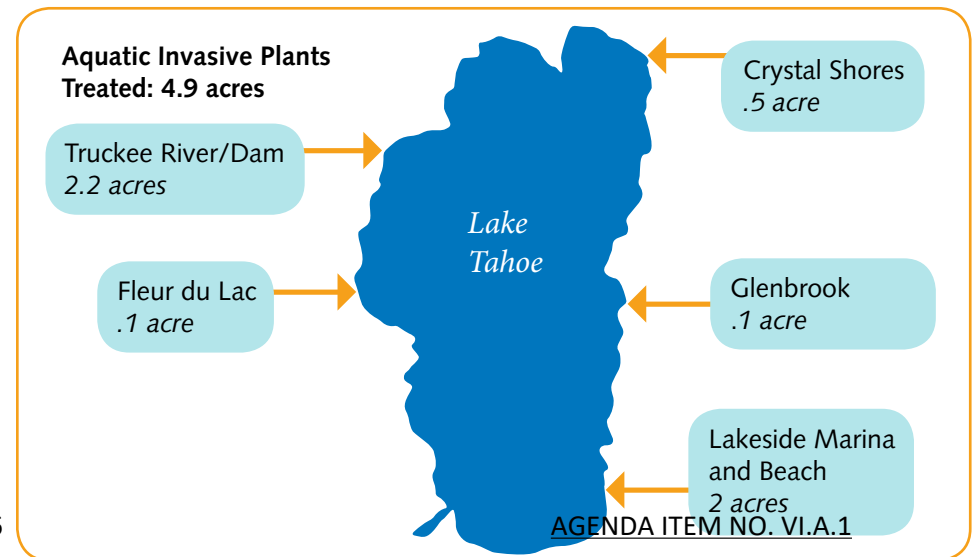 Aquatic Invasive Plants
Treated: 4.9 acres
Crystal Shores
.5 acre
Truckee River/Dam
2.2 acres
Lake
Tahoe
Fleur du Lac
.1 acre
Glenbrook
.1 acre
Lakeside Marina
and Beach
2 acres
AGENDA ITEM NO. VI.A.1